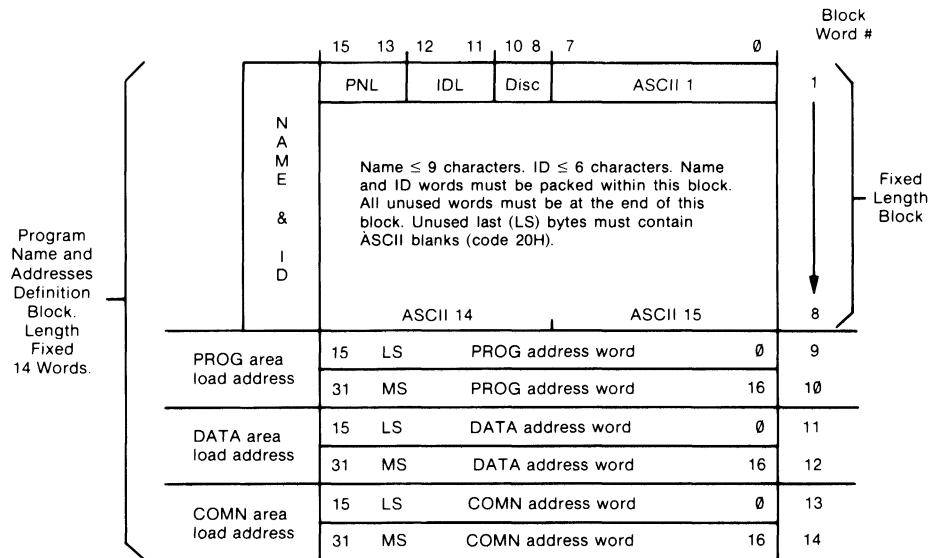 Block
Word #
15 13 12 11 10 8 7 Ø
PNL IDL Disc ASCII 1 1
NAME & ID
Name ≤ 9 characters. ID ≤ 6 characters. Name
and ID words must be packed within this block.
All unused words must be at the end of this
block. Unused last (LS) bytes must contain
ASCII blanks (code 20H).
Fixed
Length
Block
Program
Name and
Addresses
Definition
Block.
Length
Fixed
14 Words.
ASCII 14 ASCII 15 8
PROG area
load address
15 LS PROG address word Ø 9
31 MS PROG address word 16 1Ø
DATA area
load address
15 LS DATA address word Ø 11
31 MS DATA address word 16 12
COMN area
load address
15 LS COMN address word Ø 13
31 MS COMN address word 16 14